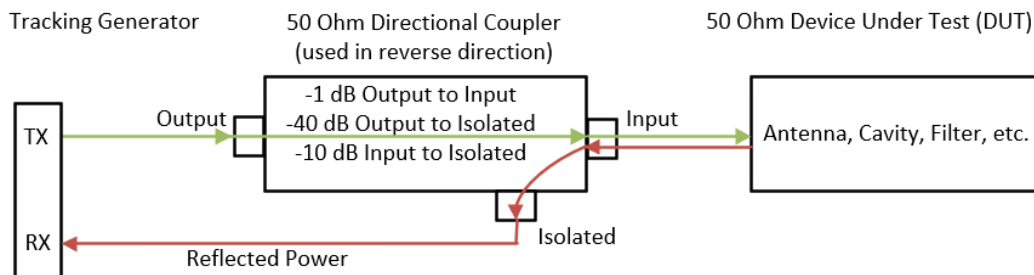 Tracking Generator
50 Ohm Directional Coupler
(used in reverse direction)
50 Ohm Device Under Test (DUT)
TX
Output
-1 dB Output to Input
-40 dB Output to Isolated
-10 dB Input to Isolated
Input
Antenna, Cavity, Filter, etc.
RX
Reflected Power
Isolated